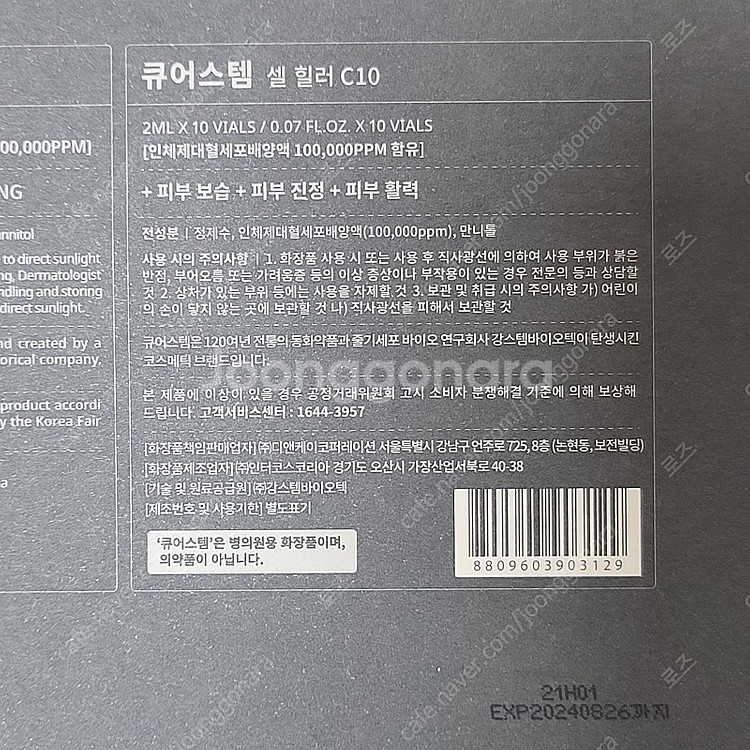 00,000PPM]
NG
nnitol
to direct sunlight
ng, Dermatologist
ndling and storing
direct sunlight.
nd created by a
orical company,
product accordi
y the Korea Fair
a
큐어스템 셀 힐러 C10
2ML X 10 VIALS / 0.07 FL.OZ. X 10 VIALS
[인체제대혈세포배양액 100,000PPM 함유]
+ 피부 보습 + 피부 진정 + 피부 활력
전성분 | 정제수, 인체제대혈세포배양액(100,000ppm), 만니톨
사용 시의 주의사항 | 1. 화장품 사용 시 또는 사용 후 직사광선에 의하여 사용 부위가 붉은
반점, 부어오름 또는 가려움증 등의 이상 증상이나 부작용이 있는 경우 전문의 등과 상담할
것 2. 상처가 있는 부위 등에는 사용을 자제할 것 3. 보관 및 취급 시의 주의사항 가) 어린이
의 손이 닿지 않는 곳에 보관할 것 나) 직사광선을 피해서 보관할 것
큐어스템은 120여년 전통의 동화약품과 줄기세포 바이오 연구회사 강스템바이오텍이 탄생시킨
코스메틱 브랜드입니다.
본 제품에 이상이 있을 경우 공정거래위원회 고시 소비자 분쟁해결 기준에 의해 보상해
드립니다. 고객서비스센터 : 1644-3957
[화장품책임판매업자] ㈜디앤케이코퍼레이션 서울특별시 강남구 언주로 725, 8층 (논현동, 보전빌딩)
[화장품제조업자] ㈜인터코스코리아 경기도 오산시 가장산업서북로 40-38
[기술 및 원료공급원] ㈜강스템바이오텍
[제조번호 및 사용기한] 별도표기
'큐어스템'은 병의원용 화장품이며,
의약품이 아닙니다.
8809603903129
21H01
EXP20240826까지
joonggonara
cafe.naver.com/joonggonara
로즈